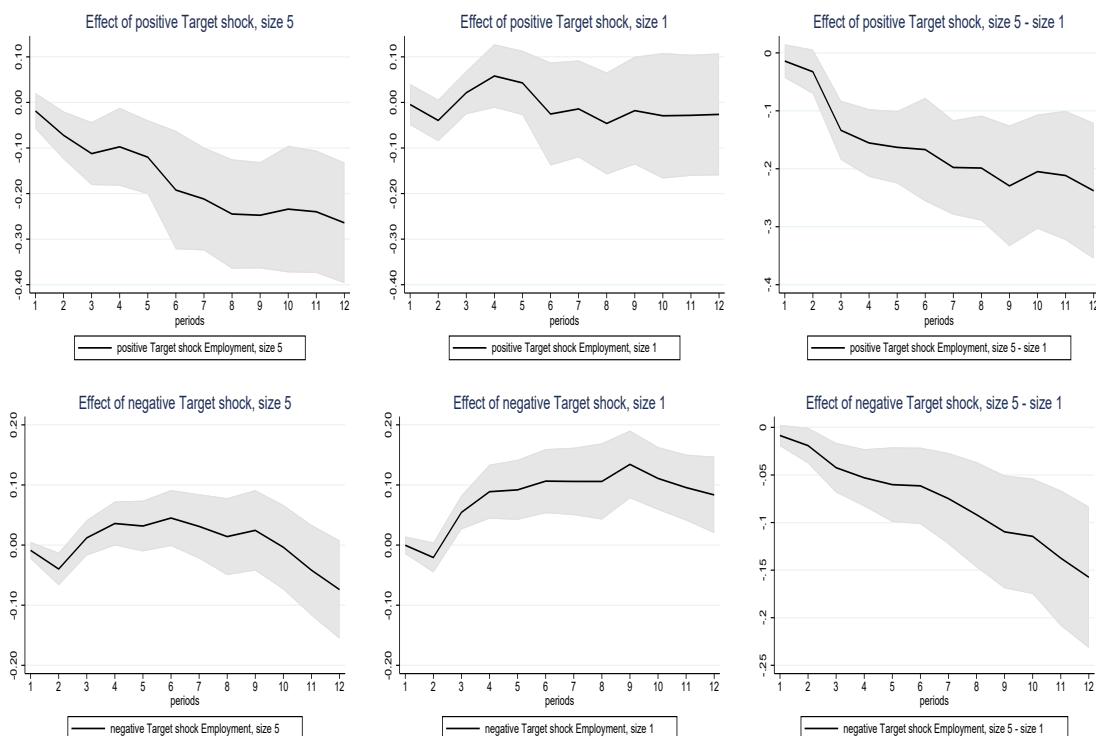 Effect of positive Target shock, size 5
0.10
0.00
-0.10
-0.20
-0.30
-0.40
1 2 3 4 5 6 7 8 9 10 11 12
periods
positive Target shock Employment, size 5
Effect of positive Target shock, size 1
0.10
0.00
-0.10
-0.20
-0.30
-0.40
1 2 3 4 5 6 7 8 9 10 11 12
periods
positive Target shock Employment, size 1
Effect of positive Target shock, size 5 - size 1
0
-.1
-.2
-.3
-.4
1 2 3 4 5 6 7 8 9 10 11 12
periods
positive Target shock Employment, size 5 - size 1
Effect of negative Target shock, size 5
0.20
0.10
0.00
-0.10
-0.20
1 2 3 4 5 6 7 8 9 10 11 12
periods
negative Target shock Employment, size 5
Effect of negative Target shock, size 1
0.20
0.10
0.00
-0.10
-0.20
1 2 3 4 5 6 7 8 9 10 11 12
periods
negative Target shock Employment, size 1
Effect of negative Target shock, size 5 - size 1
0
-.05
-.1
-.15
-.2
-.25
1 2 3 4 5 6 7 8 9 10 11 12
periods
negative Target shock Employment, size 5 - size 1